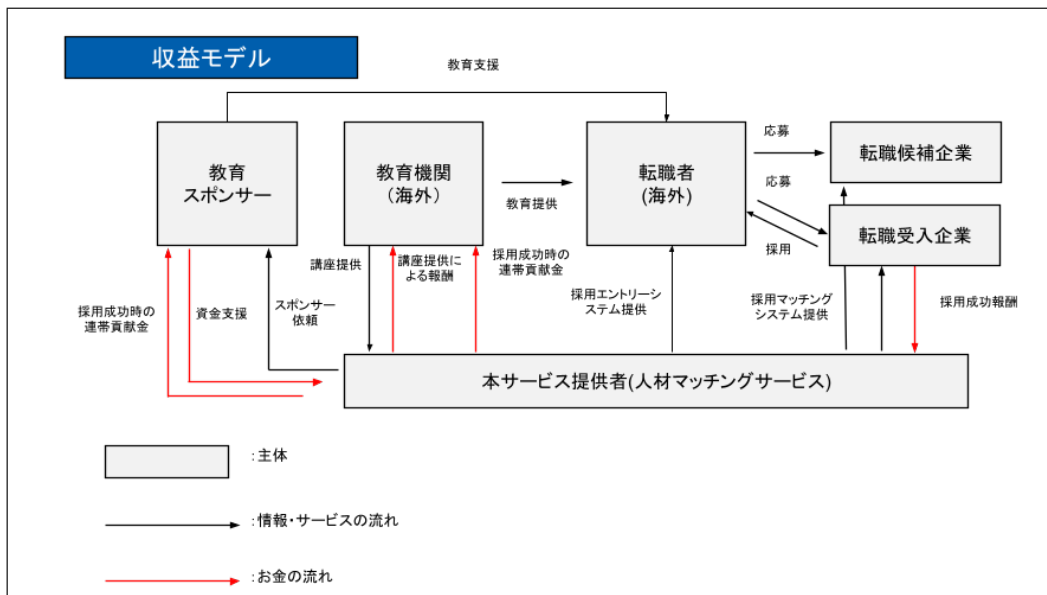 収益モデル
教育支援
教育
スポンサー
教育機関
（海外）
転職者
(海外)
転職候補企業
転職受入企業
応募
応募
採用
教育提供
講座提供
講座提供に
よる報酬
採用成功時の
連帯貢献金
採用成功時の
連帯貢献金
資金支援
スポンサー
依頼
採用エントリーシ
ステム提供
採用マッチング
システム提供
採用成功報酬
本サービス提供者(人材マッチングサービス)
：主体
：情報・サービスの流れ
：お金の流れ